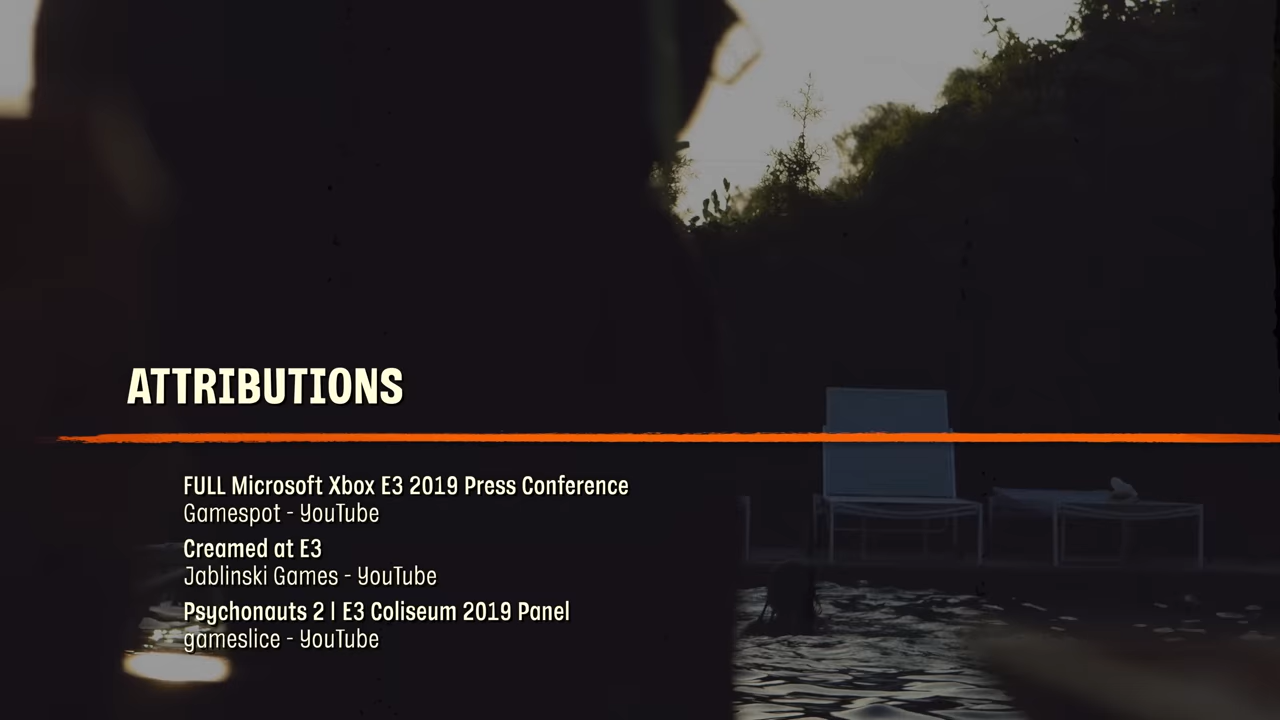 ATTRIBUTIONS
FULL Microsoft Xbox E3 2019 Press Conference
Gamespot - YouTube
Creamed at E3
Jablinski Games - YouTube
Psychonauts 2 | E3 Coliseum 2019 Panel
gameslice - YouTube